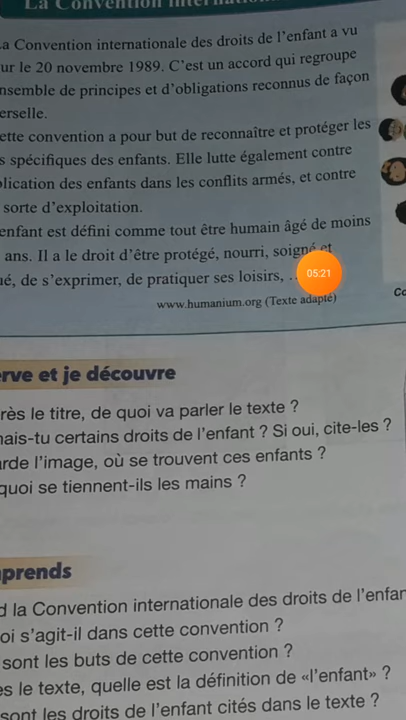 La Convention
a Convention internationale des droits de l'enfant a vu
ur le 20 novembre 1989. C'est un accord qui regroupe
nsemble de principes et d'obligations reconnus de façon
erselle.
ette convention a pour but de reconnaître et protéger les
s spécifiques des enfants. Elle lutte également contre
plication des enfants dans les conflits armés, et contre
sorte d'exploitation.
enfant est défini comme tout être humain âgé de moins
ans. Il a le droit d'être protégé, nourri, soigné et
ué, de s'exprimer, de pratiquer ses loisirs, ..
05:21
www.humanium.org (Texte adapté)
Co
rve et je découvre
rès le titre, de quoi va parler le texte ?
nais-tu certains droits de l'enfant ? Si oui, cite-les ?
arde l'image, où se trouvent ces enfants ?
quoi se tiennent-ils les mains ?
prends
d la Convention internationale des droits de l'enfan
oi s'agit-il dans cette convention ?
sont les buts de cette convention ?
ès le texte, quelle est la définition de «l'enfant» ?
sont les droits de l'enfant cités dans le texte ?